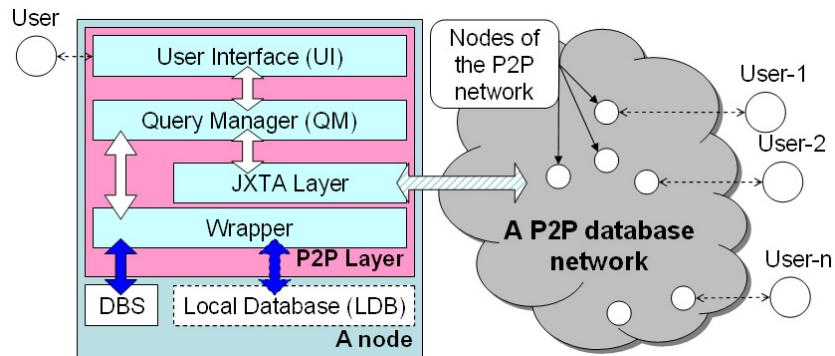 User
User Interface (UI)
Query Manager (QM)
JXTA Layer
Wrapper
P2P Layer
DBS
Local Database (LDB)
A node
Nodes of
the P2P
network
User-1
User-2
A P2P database
network
User-n